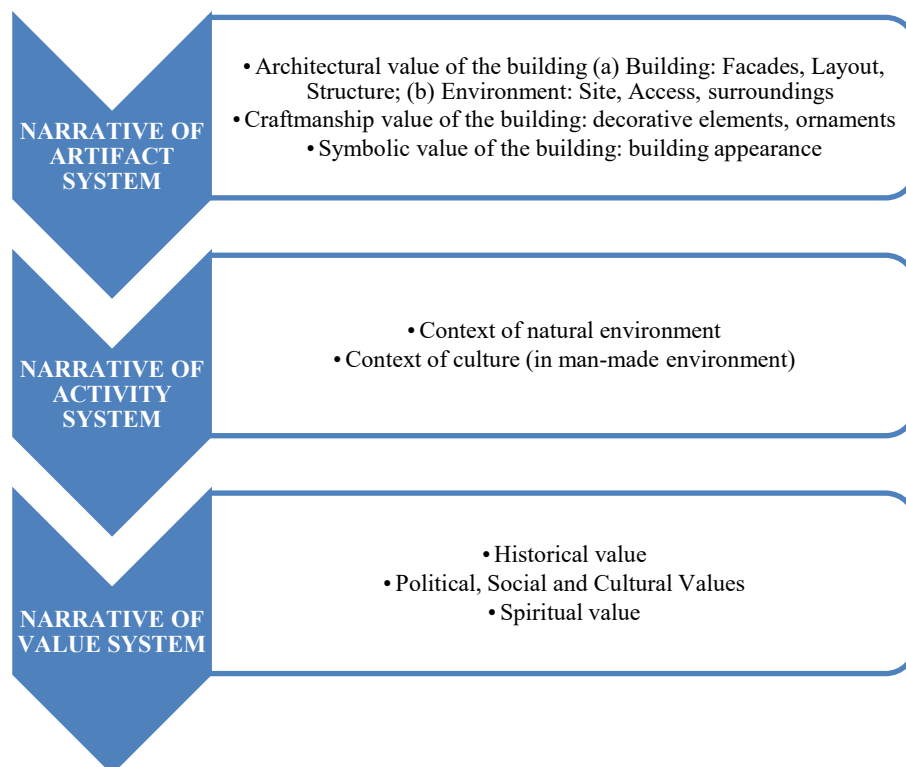 NARRATIVE OF
ARTIFACT
SYSTEM
• Architectural value of the building (a) Building: Facades, Layout,
Structure; (b) Environment: Site, Access, surroundings
• Craftmanship value of the building: decorative elements, ornaments
• Symbolic value of the building: building appearance
NARRATIVE OF
ACTIVITY
SYSTEM
• Context of natural environment
• Context of culture (in man-made environment)
NARRATIVE OF
VALUE SYSTEM
• Historical value
• Political, Social and Cultural Values
• Spiritual value